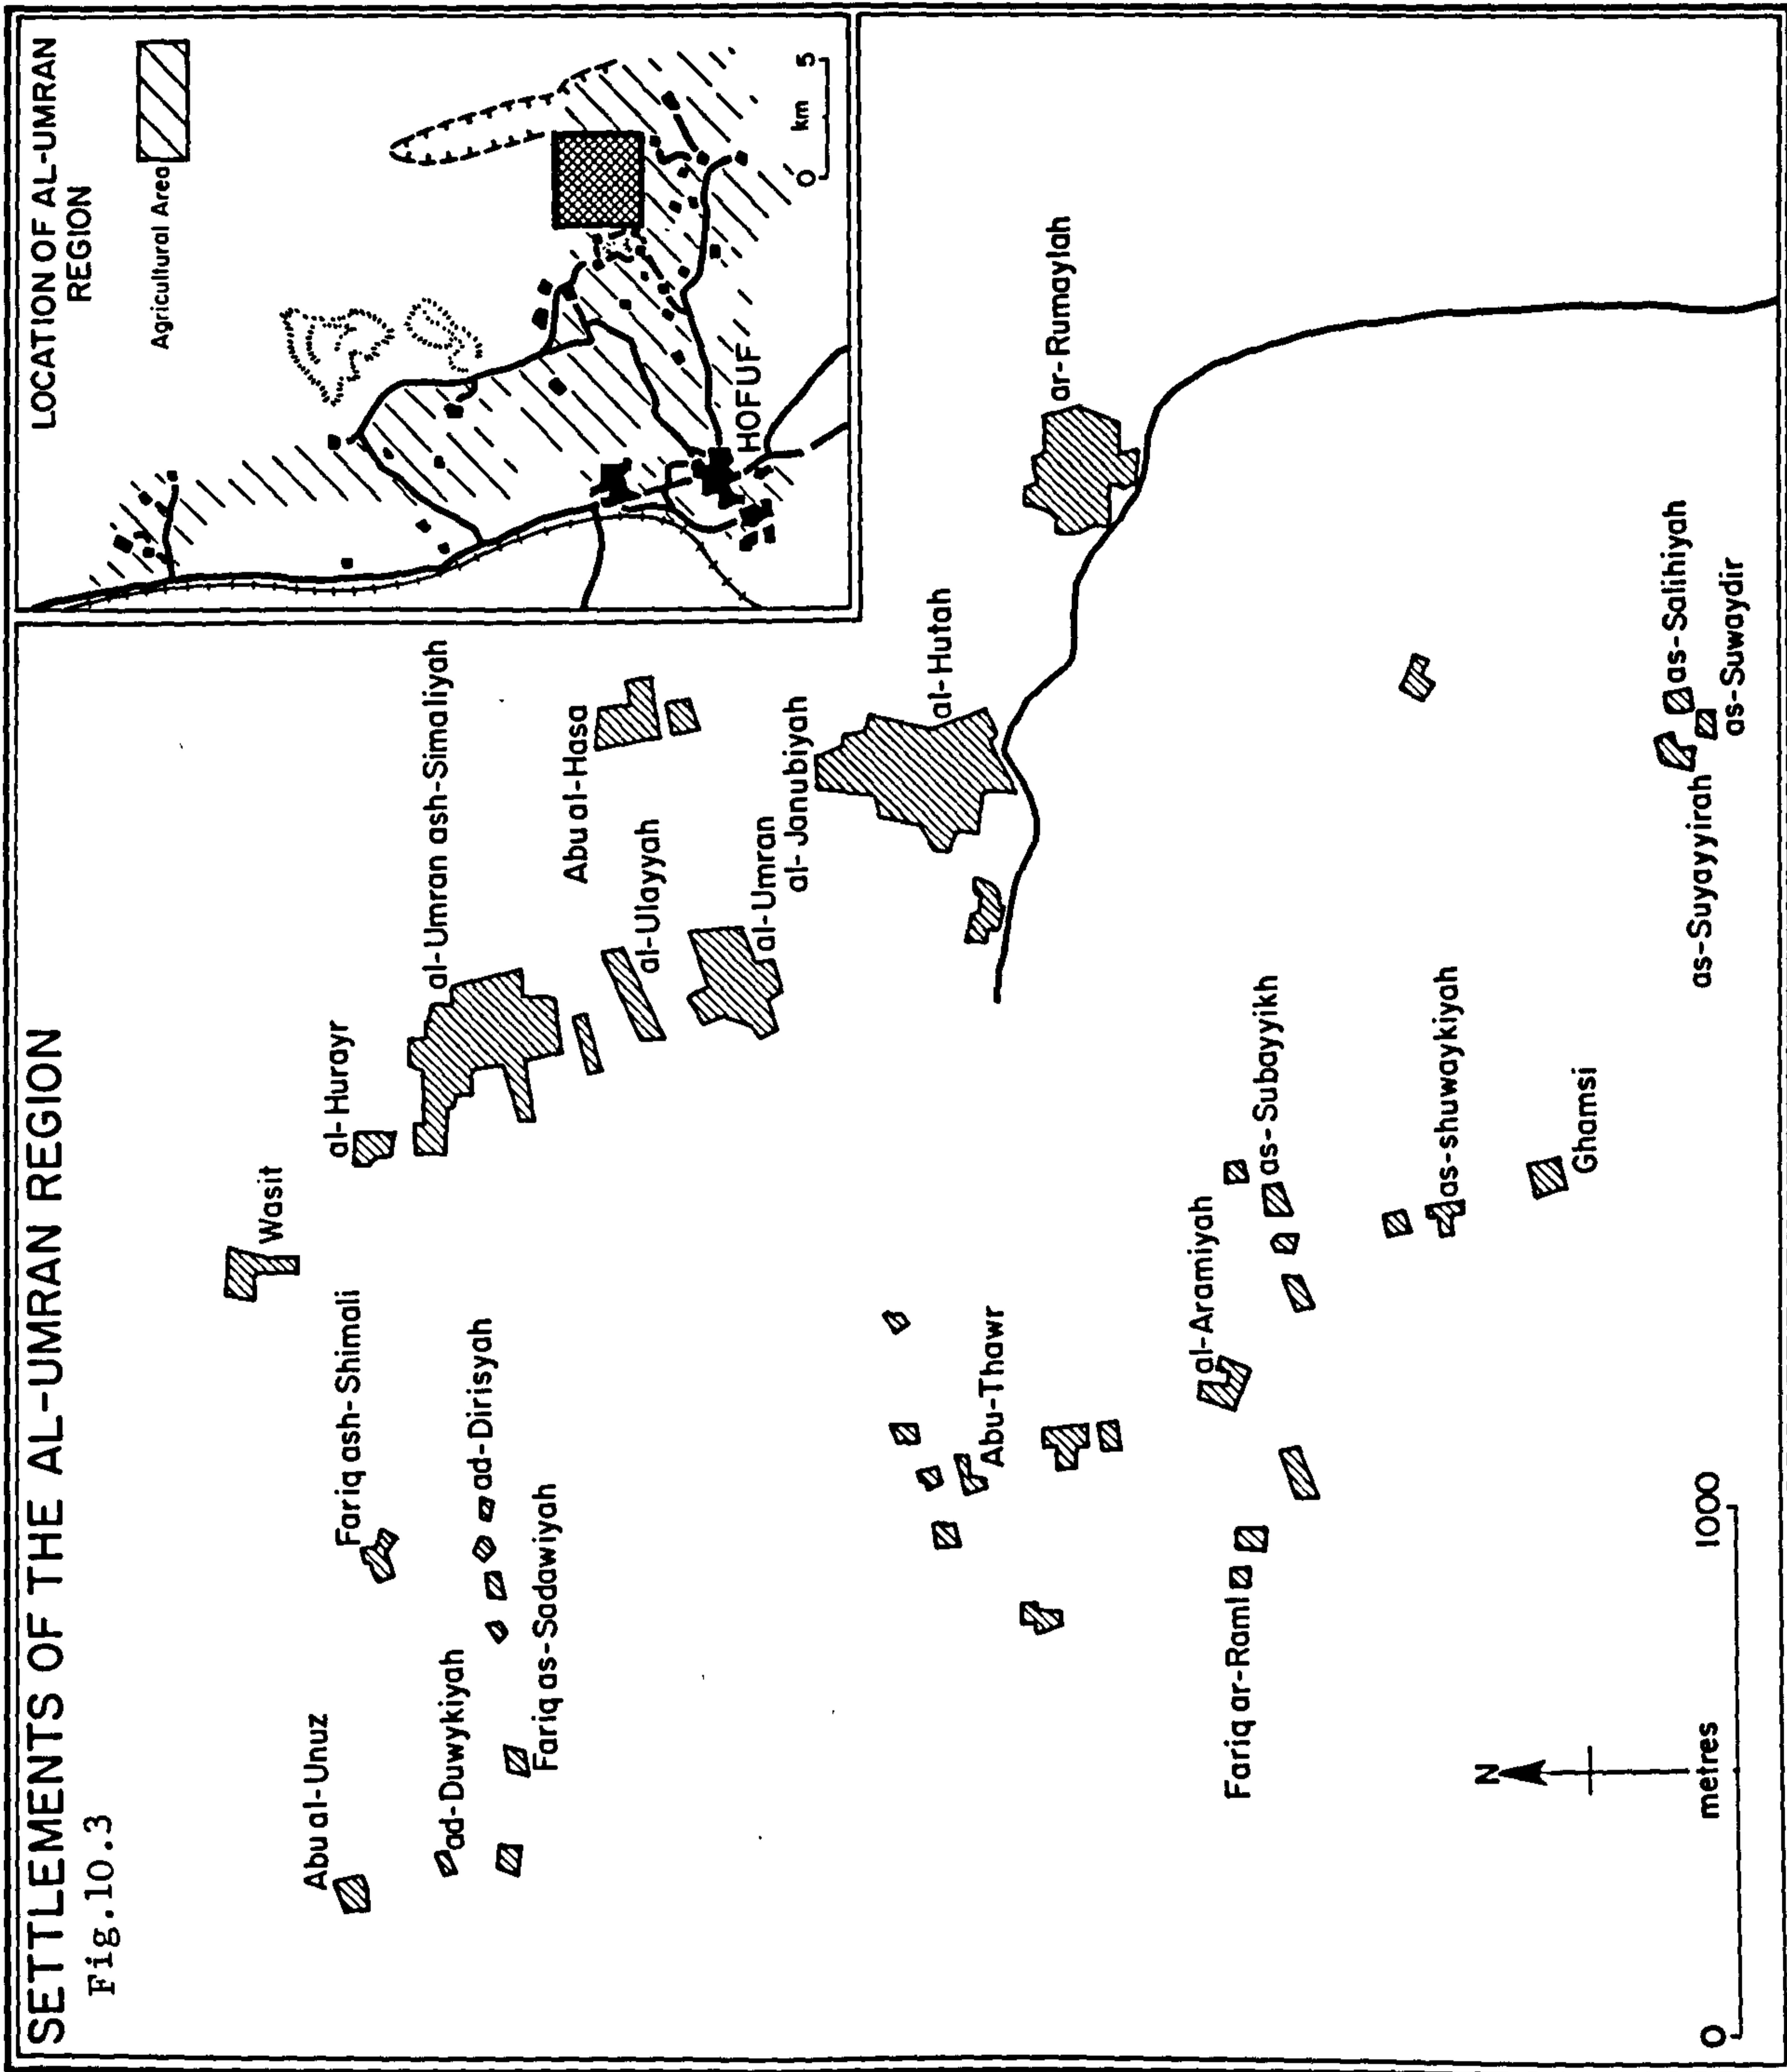 SETTLEMENTS OF THE AL-UMRAN REGION
Fig.10.3
LOCATION OF AL-UMRAN
REGION
Agricultural Area
HOFUF
0 km 5
Wasit
Abu al-Unuz
Fariq ash-Shimali
al-Hurayr
al-Umran ash-Simaliyah
ad-Duwykiyah
ad-Dirisyah
Fariq as-Sadawiyah
Abu al-Hasa
al-Ulayyah
al-Umran
al-Janubiyah
al-Hutah
Abu-Thawr
ar-Rumaylah
al-Aramiyah
Fariq ar-Raml
as-Subayikh
as-shuwaykiyah
Ghamsi
as-Salihiyah
as-Suyayyirah
as-Suwaydir
N
0 metres 1000